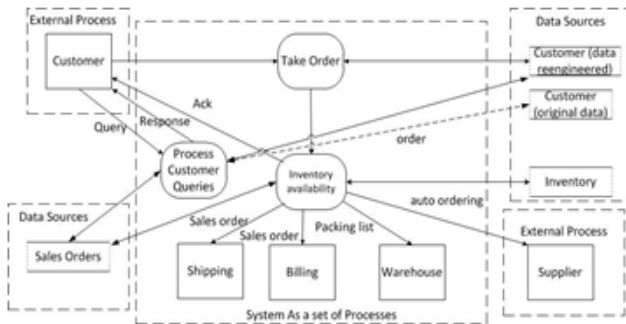 External Process
Data Sources
Customer
Take Order
Customer (data
reengineered)
Ack
Customer
(original data)
Query
Response
order
Process
Customer
Queries
Inventory
availability
Inventory
auto ordering
Data Sources
Sales order
Sales order
Packing list
External Process
Sales Orders
Shipping
Billing
Warehouse
Supplier
System As a set of Processes